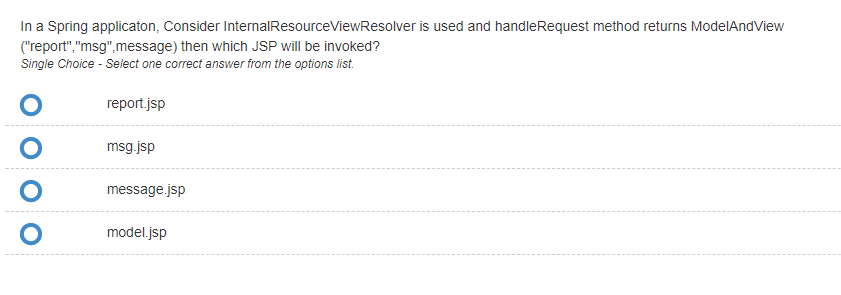 In a Spring applicaton, Consider InternalResourceViewResolver is used and handleRequest method returns ModelAndView
("report","msg",message) then which JSP will be invoked?
Single Choice - Select one correct answer from the options list.
report.jsp
msg.jsp
message.jsp
model.jsp